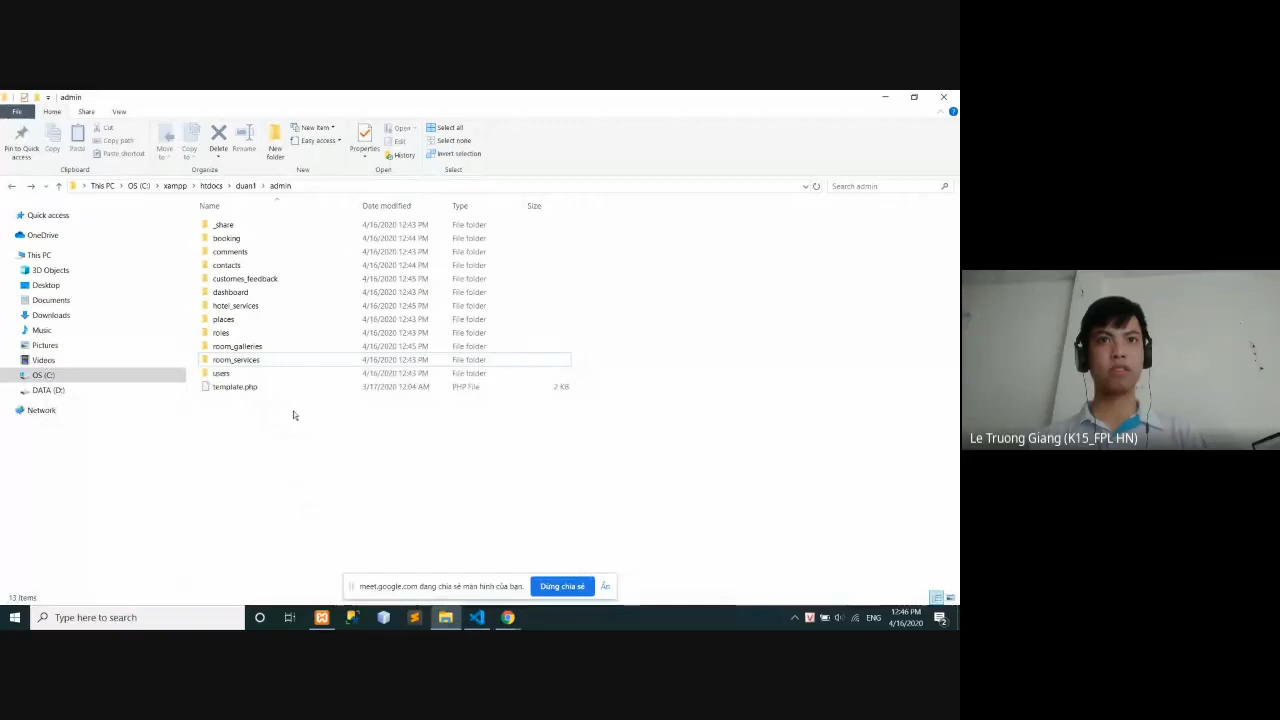 admin
File Home Share View
Pin to Quick access
Copy
Paste
Cut
Copy path
Paste shortcut
Clipboard
Move to
Copy to
Delete
Rename
Organize
New folder
New item
Easy access
New
Properties
Open
Edit
History
Open
Select all
Select none
Invert selection
Select
This PC OS (C:) xampp htdocs duan1 admin
Search admin
Quick access
OneDrive
This PC
3D Objects
Desktop
Documents
Downloads
Music
Pictures
Videos
OS (C:)
DATA (D:)
Network
Name Date modified Type Size
_share 4/16/2020 12:43 PM File folder
booking 4/16/2020 12:44 PM File folder
comments 4/16/2020 12:43 PM File folder
contacts 4/16/2020 12:44 PM File folder
customes_feedback 4/16/2020 12:45 PM File folder
dashboard 4/16/2020 12:43 PM File folder
hotel_services 4/16/2020 12:45 PM File folder
places 4/16/2020 12:43 PM File folder
roles 4/16/2020 12:43 PM File folder
room_galleries 4/16/2020 12:45 PM File folder
room_services 4/16/2020 12:43 PM File folder
users 4/16/2020 12:43 PM File folder
template.php 3/17/2020 12:04 AM PHP File 2 KB
Le Truong Giang (K15_FPL HN)
meet.google.com đang chia sẻ màn hình của bạn. Dừng chia sẻ Ẩn
13 items
Type here to search
ENG
12:46 PM
4/16/2020
2